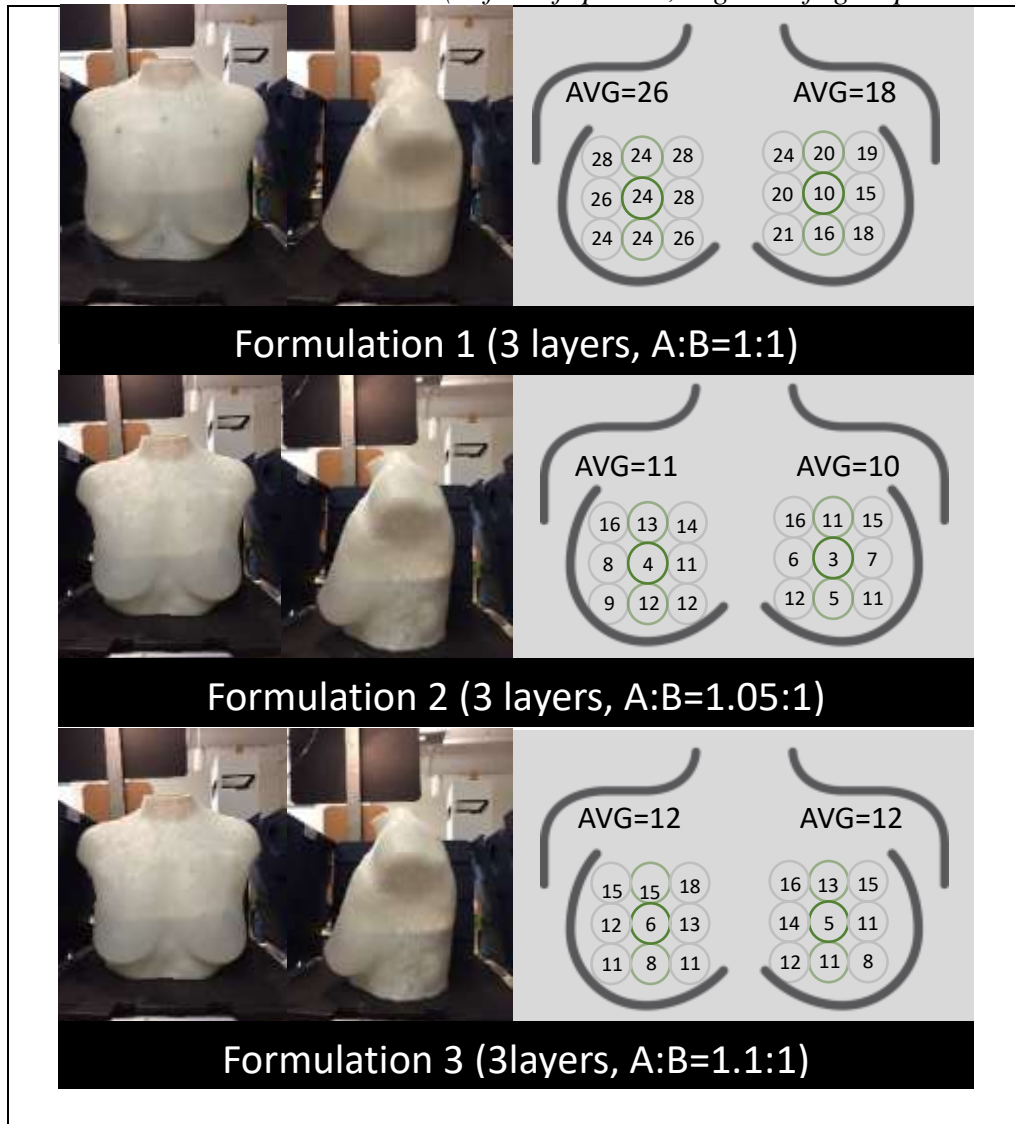 AVG=26 AVG=18
28 24 28 24 20 19
26 24 28 20 10 15
24 24 26 21 16 18
Formulation 1 (3 layers, A:B=1:1)
AVG=11 AVG=10
16 13 14 16 11 15
8 4 11 6 3 7
9 12 12 12 5 11
Formulation 2 (3 layers, A:B=1.05:1)
AVG=12 AVG=12
15 15 18 16 13 15
12 6 13 14 5 11
11 8 11 12 11 8
Formulation 3 (3layers, A:B=1.1:1)